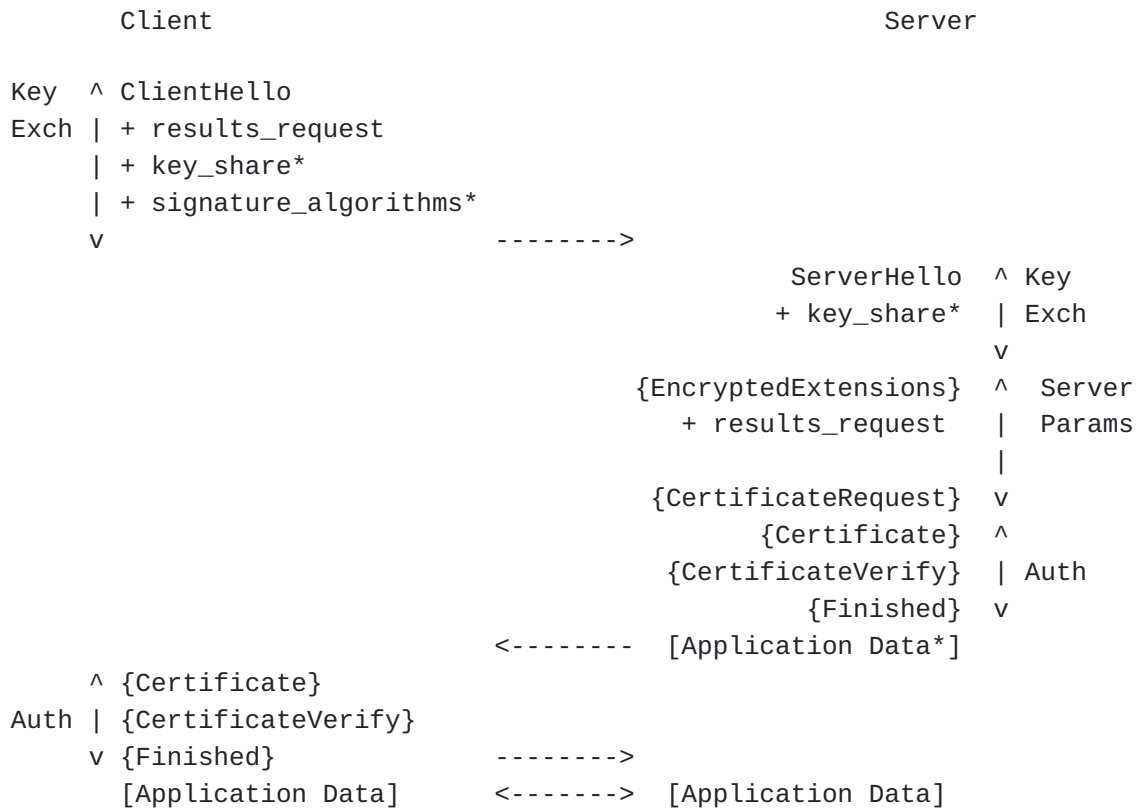 Client                                           Server
Key  ^ ClientHello
Exch | + results_request
     | + key_share*
     | + signature_algorithms*
     v                         -------->
                                                  ServerHello  ^ Key
                                                 + key_share*  | Exch
                                                               v
                                        {EncryptedExtensions}  ^  Server
                                           + results_request   |  Params
                                                               |
                                         {CertificateRequest}  v
                                                {Certificate}  ^
                                          {CertificateVerify}  | Auth
                                                   {Finished}  v
                               <--------  [Application Data*]
     ^ {Certificate}
Auth | {CertificateVerify}
     v {Finished}              -------->
       [Application Data]      <------->  [Application Data]